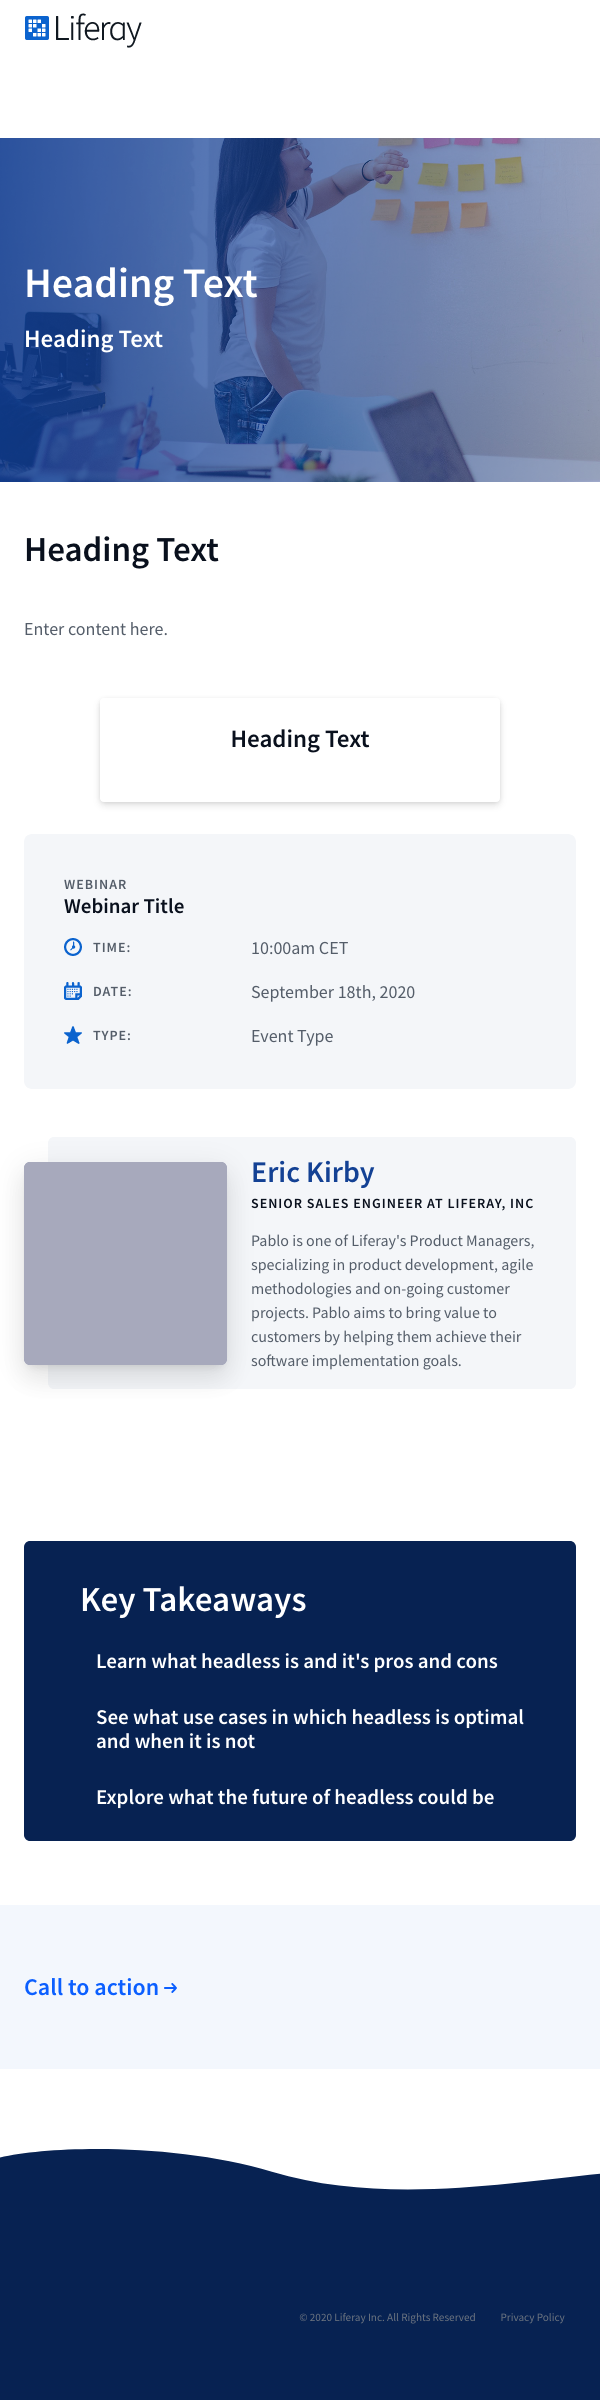 Liferay
Heading Text
Heading Text
Heading Text
Enter content here.
Heading Text
WEBINAR
Webinar Title
TIME: 10:00am CET
DATE: September 18th, 2020
TYPE: Event Type
Eric Kirby
SENIOR SALES ENGINEER AT LIFERAY, INC
Pablo is one of Liferay's Product Managers,
specializing in product development, agile
methodologies and on-going customer
projects. Pablo aims to bring value to
customers by helping them achieve their
software implementation goals.
Key Takeaways
Learn what headless is and it's pros and cons
See what use cases in which headless is optimal
and when it is not
Explore what the future of headless could be
Call to action →
© 2020 Liferay Inc. All Rights Reserved Privacy Policy